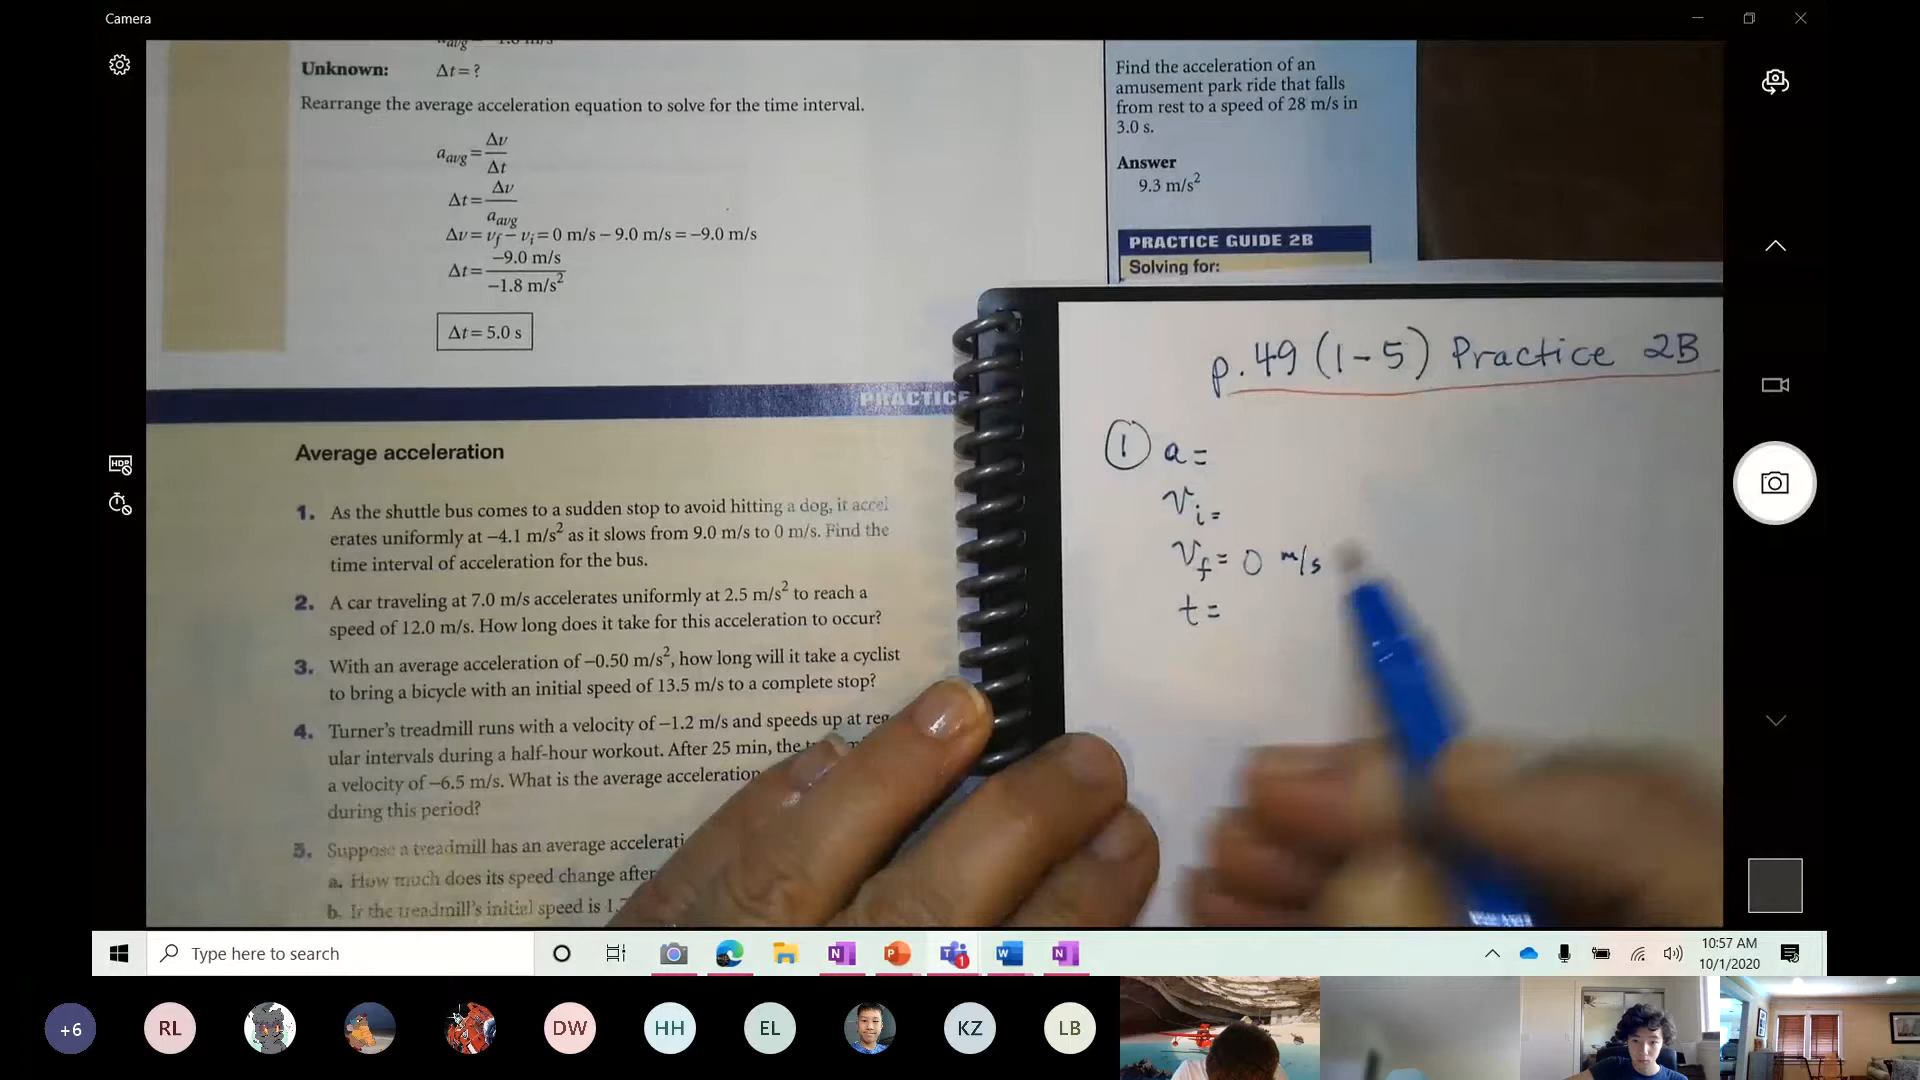 Camera
Unknown: Δt = ?
Rearrange the average acceleration equation to solve for the time interval.
a_avg = Δv/Δt
Δt = Δv/a_avg
Δv = v_f − v_i = 0 m/s − 9.0 m/s = −9.0 m/s
Δt = −9.0 m/s / −1.8 m/s²
Δt = 5.0 s
PRACTICE
Average acceleration
1. As the shuttle bus comes to a sudden stop to avoid hitting a dog, it accel
erates uniformly at −4.1 m/s² as it slows from 9.0 m/s to 0 m/s. Find the
time interval of acceleration for the bus.
2. A car traveling at 7.0 m/s accelerates uniformly at 2.5 m/s² to reach a
speed of 12.0 m/s. How long does it take for this acceleration to occur?
3. With an average acceleration of −0.50 m/s², how long will it take a cyclist
to bring a bicycle with an initial speed of 13.5 m/s to a complete stop?
4. Turner's treadmill runs with a velocity of −1.2 m/s and speeds up at reg
ular intervals during a half-hour workout. After 25 min, the
a velocity of −6.5 m/s. What is the average acceleration
during this period?
5. Suppose a treadmill has an average accelerati
a. How much does its speed change after
b. If the treadmill's initial speed is 1.
Find the acceleration of an
amusement park ride that falls
from rest to a speed of 28 m/s in
3.0 s.
Answer
9.3 m/s²
PRACTICE GUIDE 2B
Solving for:
p. 49 (1-5) Practice 2B
① a =
v_i =
v_f = 0 m/s
t =
HDR
Type here to search
10:57 AM
10/1/2020
+6
RL
DW
HH
EL
KZ
LB